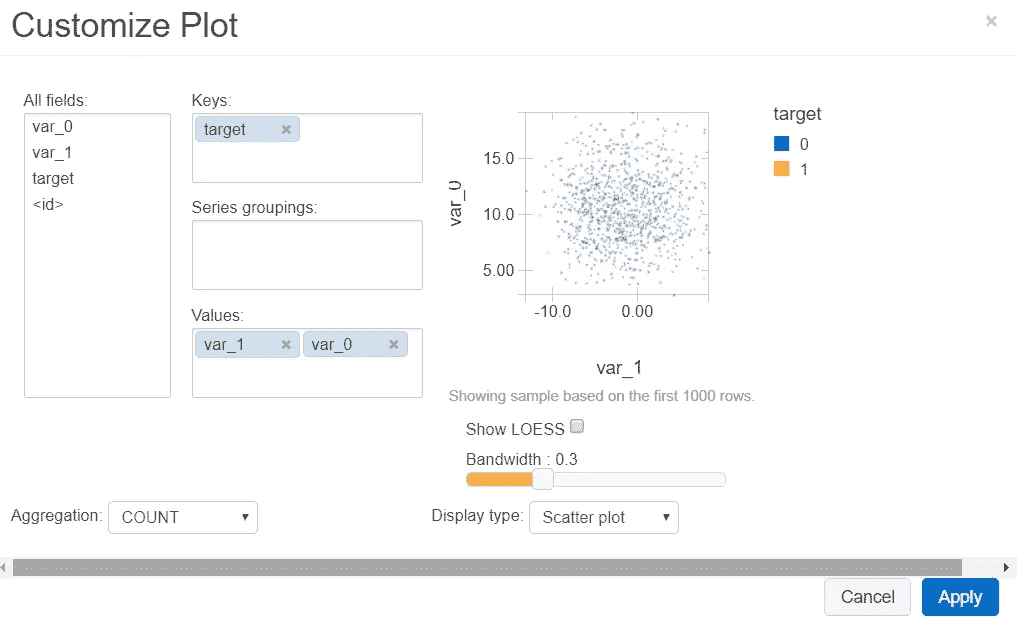 Customize Plot
×
All fields:
var_0
var_1
target
<id>
Keys:
target ×
Series groupings:
Values:
var_1 × var_0 ×
var_0
15.0
10.0
5.00
-10.0 0.00
var_1
target
0
1
Showing sample based on the first 1000 rows.
Show LOESS
Bandwidth : 0.3
Aggregation: COUNT
Display type: Scatter plot
Cancel Apply